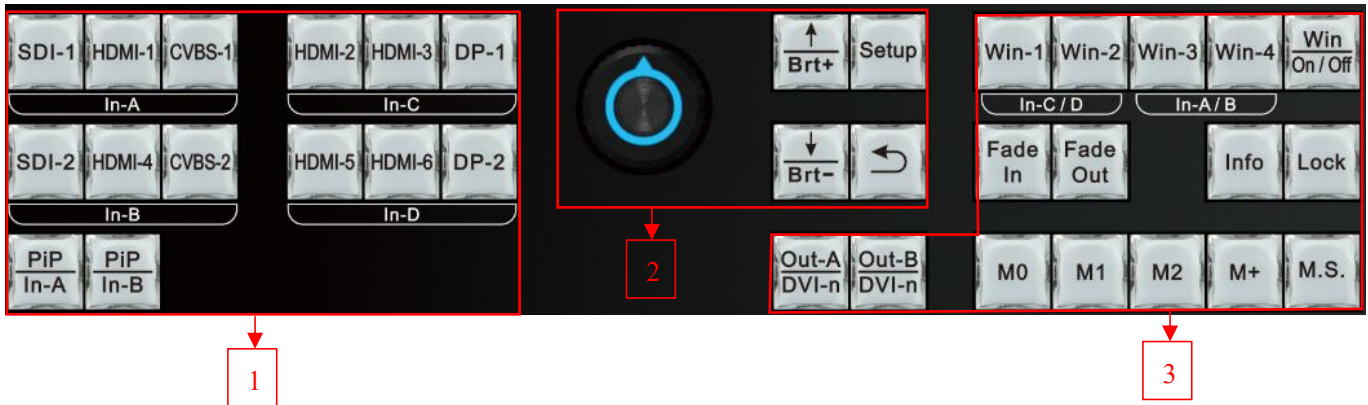 SDI-1 HDMI-1 CVBS-1 HDMI-2 HDMI-3 DP-1 ↑ Brt+ Setup Win-1 Win-2 Win-3 Win-4 Win On / Off
In-A In-C In-C / D In-A / B
SDI-2 HDMI-4 CVBS-2 HDMI-5 HDMI-6 DP-2 ↓ Brt− Fade In Fade Out Info Lock
In-B In-D
PiP In-A PiP In-B Out-A DVI-n Out-B DVI-n M0 M1 M2 M+ M.S.
1 2 3